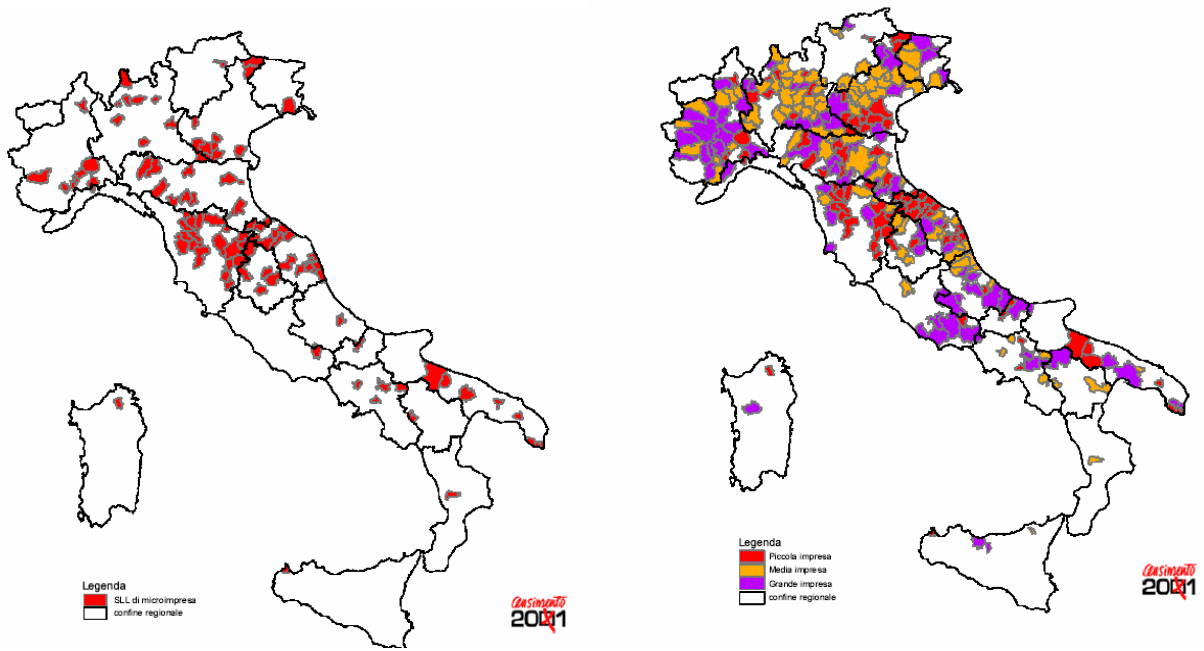 Legenda
SLL di microimpresa
confine regionale
Censimento
2001
Legenda
Piccola impresa
Media impresa
Grande impresa
confine regionale
Censimento
2001